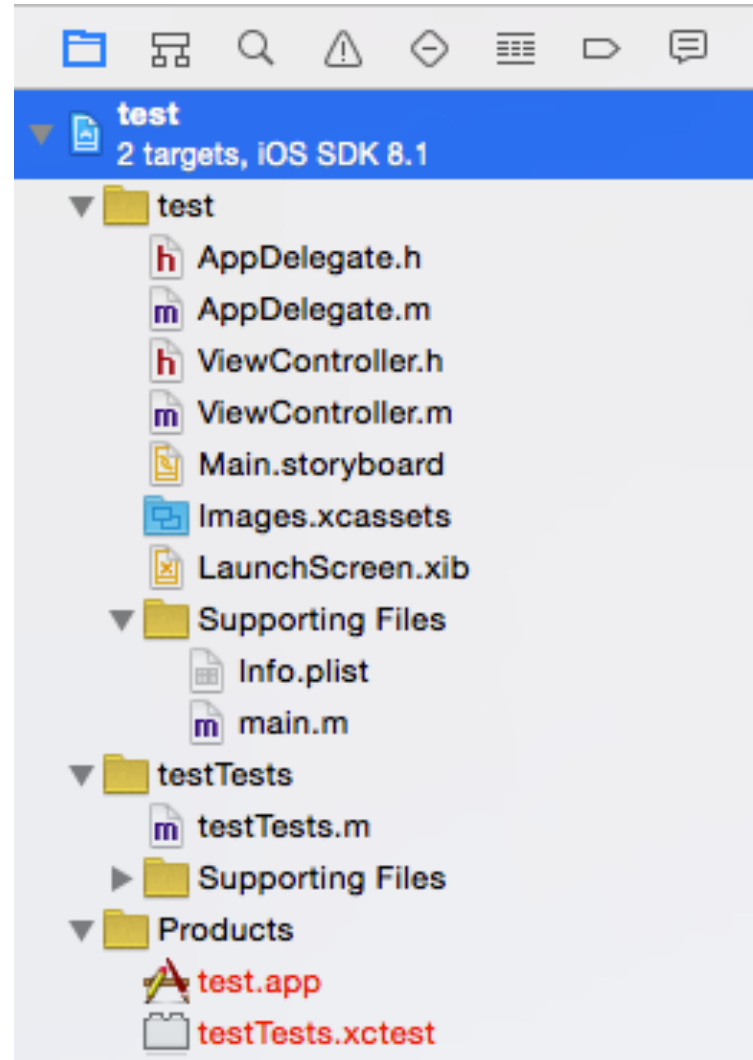 test
2 targets, iOS SDK 8.1
test
h AppDelegate.h
m AppDelegate.m
h ViewController.h
m ViewController.m
Main.storyboard
Images.xcassets
LaunchScreen.xib
Supporting Files
Info.plist
m main.m
testTests
m testTests.m
Supporting Files
Products
test.app
testTests.xctest